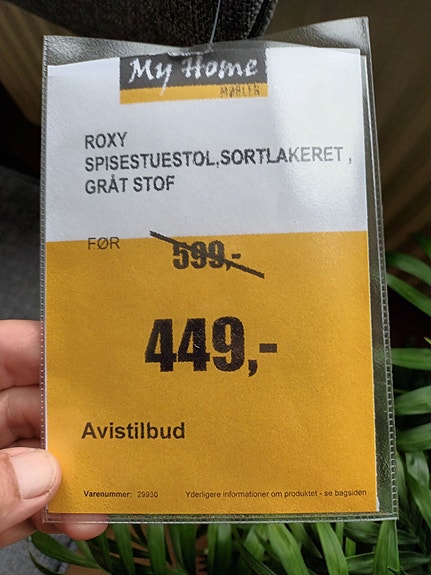 My Home
MØBLER
ROXY
SPISESTUESTOL,SORTLAKERET ,
GRÅT STOF
FØR 599,-
449,-
Avistilbud
Varenummer: 29930 Yderligere informationer om produktet - se bagsiden